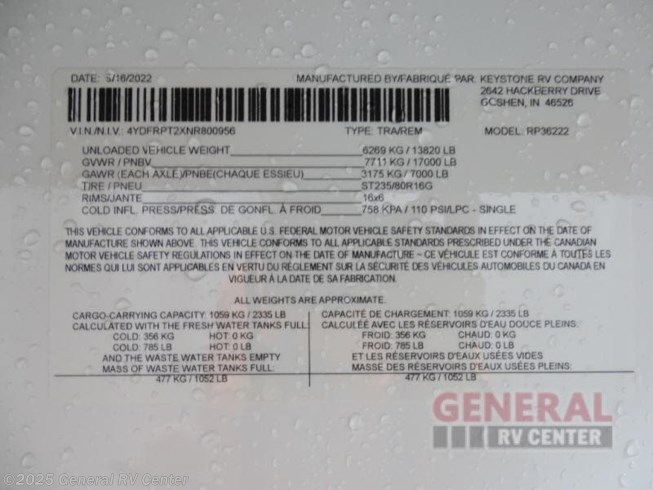 DATE: 5/16/2022 MANUFACTURED BY/FABRIQUÉ PAR: KEYSTONE RV COMPANY
2642 HACKBERRY DRIVE
GOSHEN, IN 46526
V.I.N./N.I.V.: 4YDFRPT2XNR800956 TYPE: TRA/REM MODEL: RP36222
UNLOADED VEHICLE WEIGHT 6269 KG / 13820 LB
GVWR / PNBV 7711 KG / 17000 LB
GAWR (EACH AXLE)/PNBE(CHAQUE ESSIEU) 3175 KG / 7000 LB
TIRE / PNEU ST235/80R16G
RIMS/JANTE 16x6
COLD INFL. PRESS/PRESS. DE GONFL. À FROID 758 KPA / 110 PSI/LPC - SINGLE
THIS VEHICLE CONFORMS TO ALL APPLICABLE U.S. FEDERAL MOTOR VEHICLE SAFETY STANDARDS IN EFFECT ON THE DATE OF
MANUFACTURE SHOWN ABOVE. THIS VEHICLE CONFORMS TO ALL APPLICABLE STANDARDS PRESCRIBED UNDER THE CANADIAN
MOTOR VEHICLE SAFETY REGULATIONS IN EFFECT ON THE DATE OF MANUFACTURE - CE VÉHICULE EST CONFORME À TOUTES LES
NORMES QUI LUI SONT APPLICABLES EN VERTU DU RÈGLEMENT SUR LA SÉCURITÉ DES VÉHICULES AUTOMOBILES DU CANADA EN
VIGUEUR À LA DATE DE SA FABRICATION.
ALL WEIGHTS ARE APPROXIMATE.
CARGO-CARRYING CAPACITY: 1059 KG / 2335 LB
CALCULATED WITH THE FRESH WATER TANKS FULL:
COLD: 356 KG HOT: 0 KG
COLD: 785 LB HOT: 0 LB
AND THE WASTE WATER TANKS EMPTY
MASS OF WASTE WATER TANKS FULL:
477 KG / 1052 LB
CAPACITÉ DE CHARGEMENT: 1059 KG / 2335 LB
CALCULÉE AVEC LES RÉSERVOIRS D'EAU DOUCE PLEINS:
FROID: 356 KG CHAUD: 0 KG
FROID: 785 LB CHAUD: 0 LB
ET LES RÉSERVOIRS D'EAUX USÉES VIDES
MASSE DES RÉSERVOIRS D'EAUX USÉES PLEINS:
477 KG / 1052 LB
GENERAL
RV CENTER
©2025 General RV Center